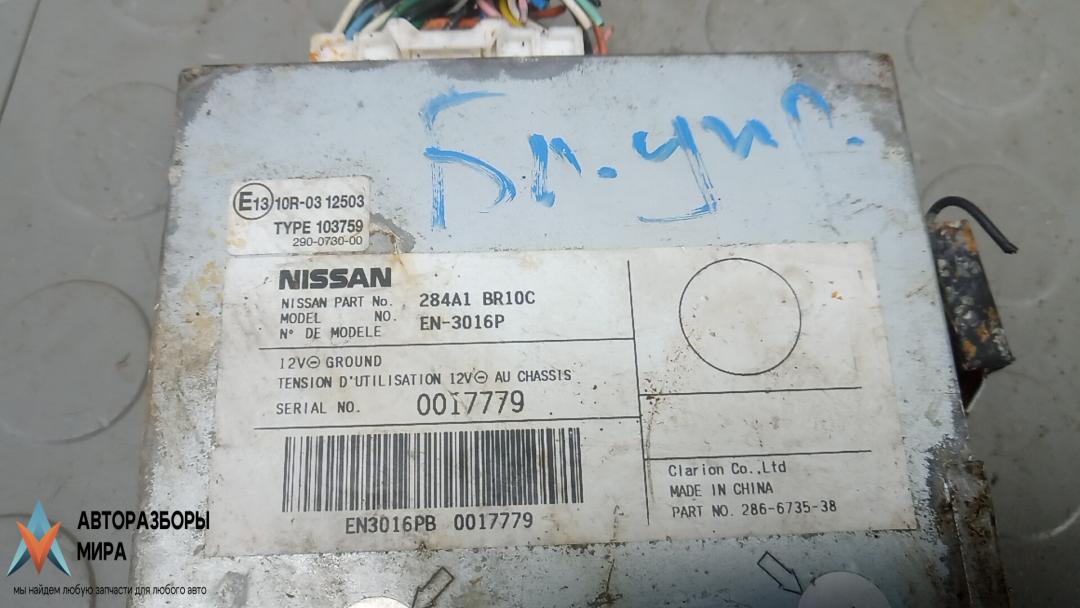 Бл. упр.
E13 10R-03 12503
TYPE 103759
290-0730-00
NISSAN
NISSAN PART No. 284A1 BR10C
MODEL NO. EN-3016P
N° DE MODELE
12V⊖ GROUND
TENSION D'UTILISATION 12V⊖ AU CHASSIS
SERIAL NO. 0017779
EN3016PB 0017779
Clarion Co.,Ltd
MADE IN CHINA
PART NO. 286-6735-38
АВТОРАЗБОРЫ
МИРА
мы найдем любую запчасти для любого авто